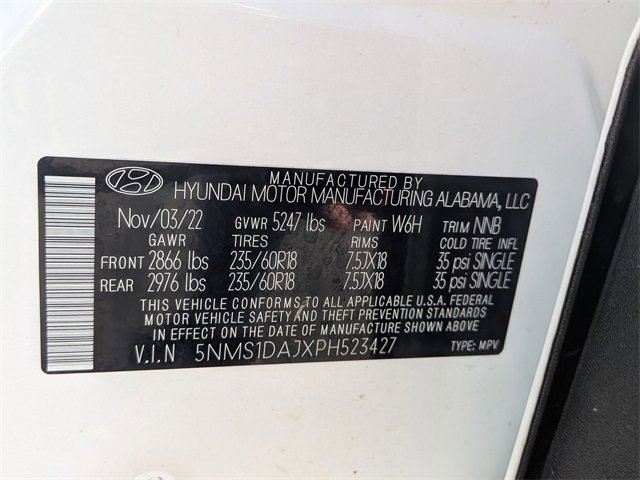 MANUFACTURED BY
HYUNDAI MOTOR MANUFACTURING ALABAMA, LLC
Nov/03/22 GVWR 5247 lbs PAINT W6H TRIM NNB
GAWR TIRES RIMS COLD TIRE INFL
FRONT 2866 lbs 235/60R18 7.5JX18 35 psi SINGLE
REAR 2976 lbs 235/60R18 7.5JX18 35 psi SINGLE
THIS VEHICLE CONFORMS TO ALL APPLICABLE U.S.A. FEDERAL
MOTOR VEHICLE SAFETY AND THEFT PREVENTION STANDARDS
IN EFFECT ON THE DATE OF MANUFACTURE SHOWN ABOVE.
V.I.N 5NMS1DAJXPH523427 TYPE: MPV